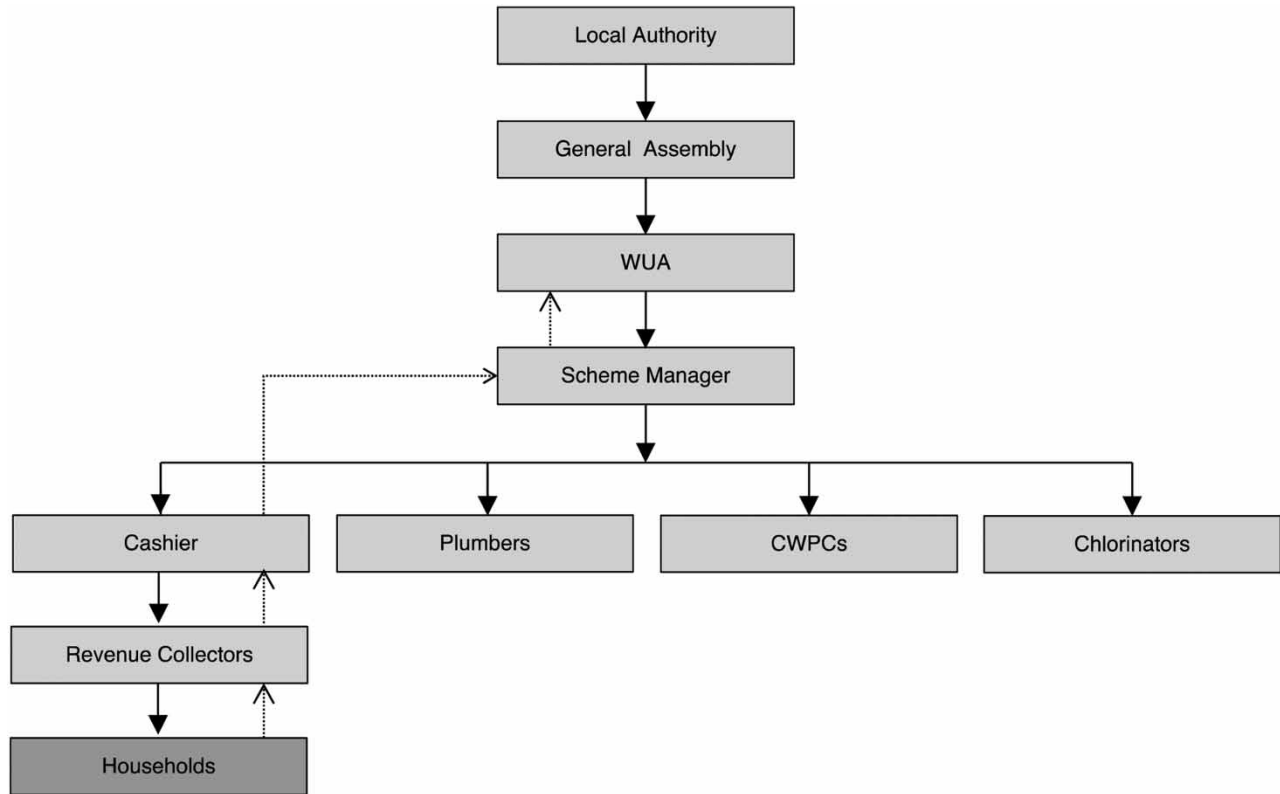 Local Authority
General Assembly
WUA
Scheme Manager
Cashier
Plumbers
CWPCs
Chlorinators
Revenue Collectors
Households